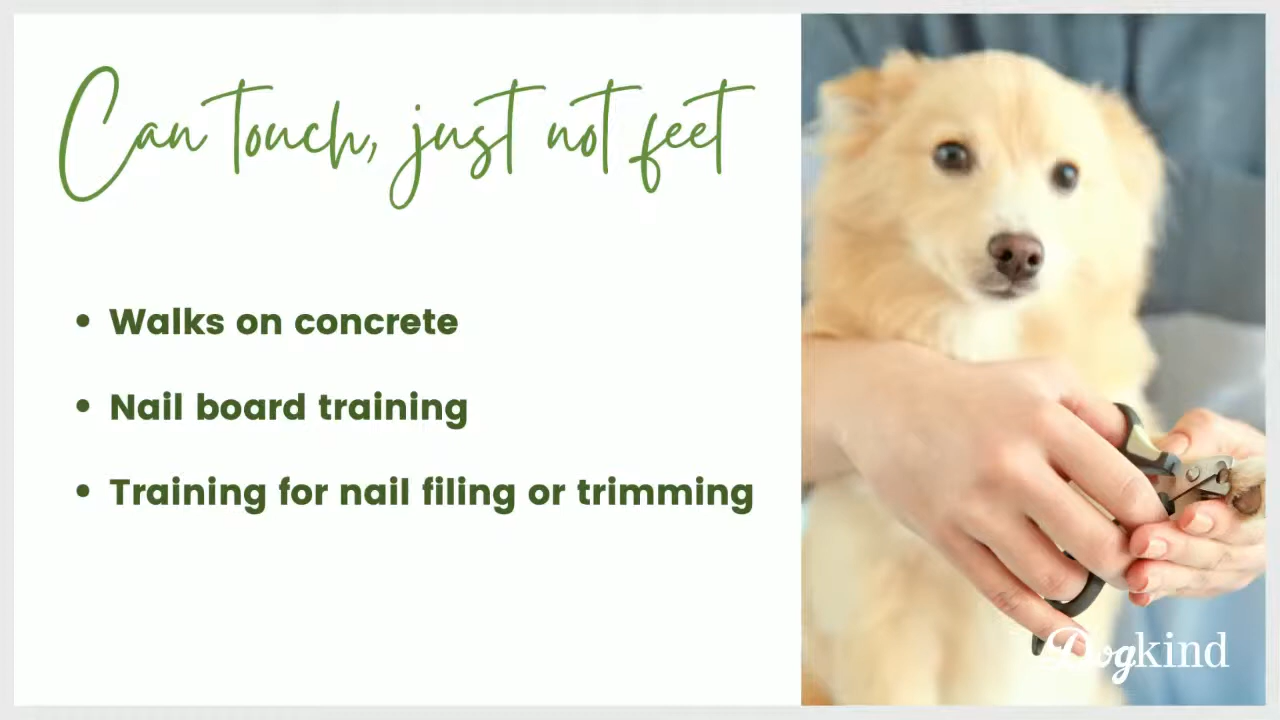 Can touch, just not feet
• Walks on concrete
• Nail board training
• Training for nail filing or trimming
Dogkind